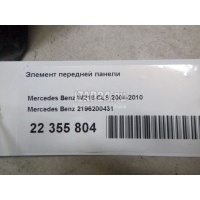 Элемент передней панели
Mercedes Benz W219 CLS 2004-2010
Mercedes Benz 2196200431
22 355 804